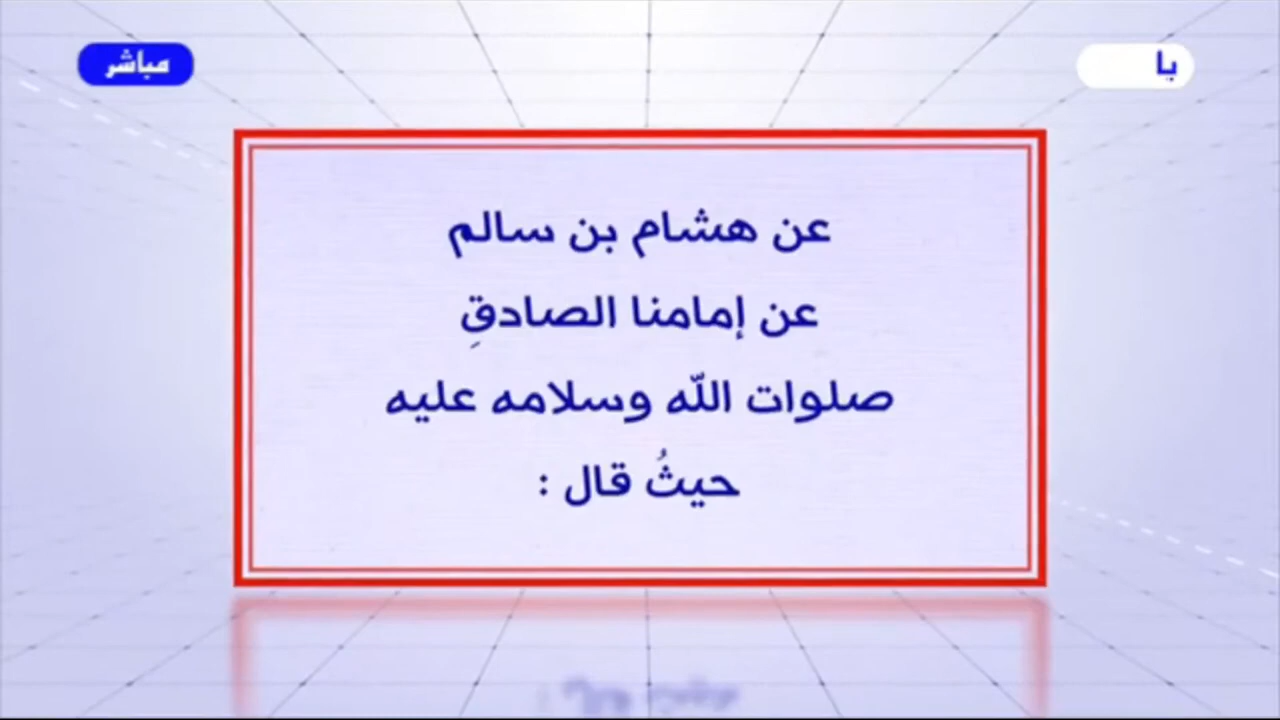 با
مباشر
عن هشام بن سالم
عن إمامنا الصادقِ
صلوات اللّه وسلامه عليه
حيثُ قال :